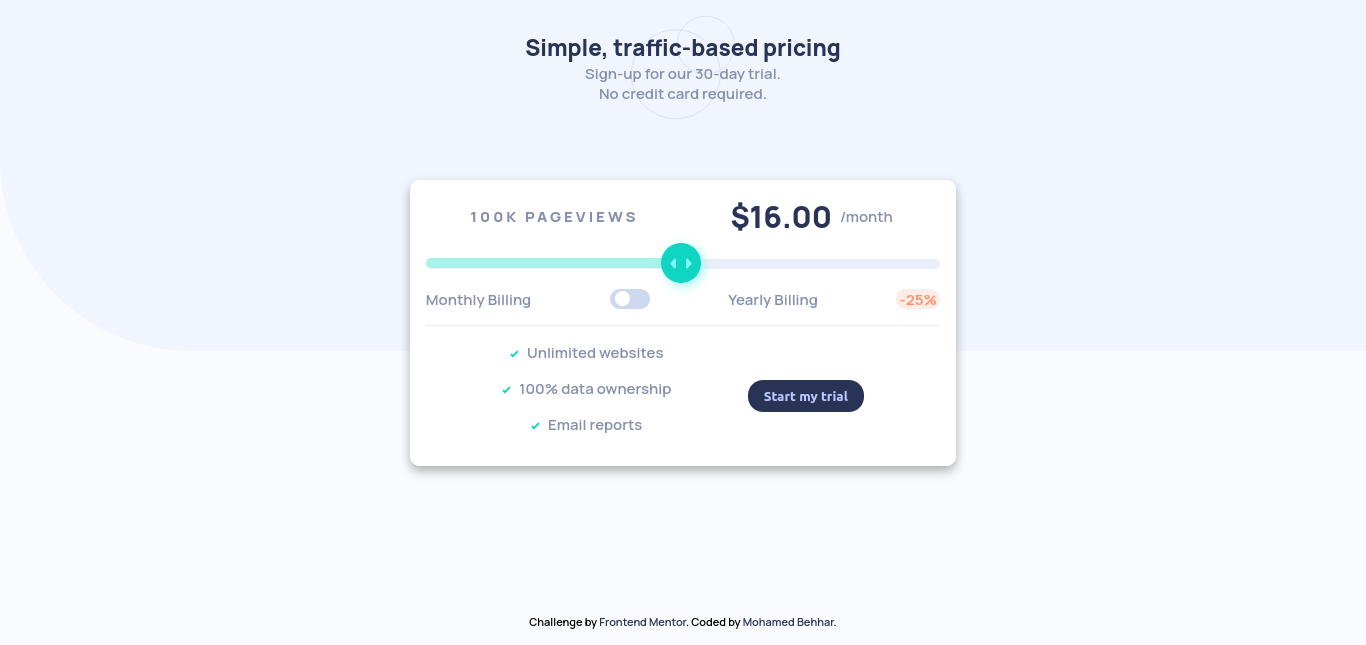 Simple, traffic-based pricing
Sign-up for our 30-day trial.
No credit card required.
100K PAGEVIEWS
$16.00 /month
Monthly Billing
Yearly Billing
-25%
Unlimited websites
100% data ownership
Email reports
Start my trial
Challenge by Frontend Mentor. Coded by Mohamed Behhar.